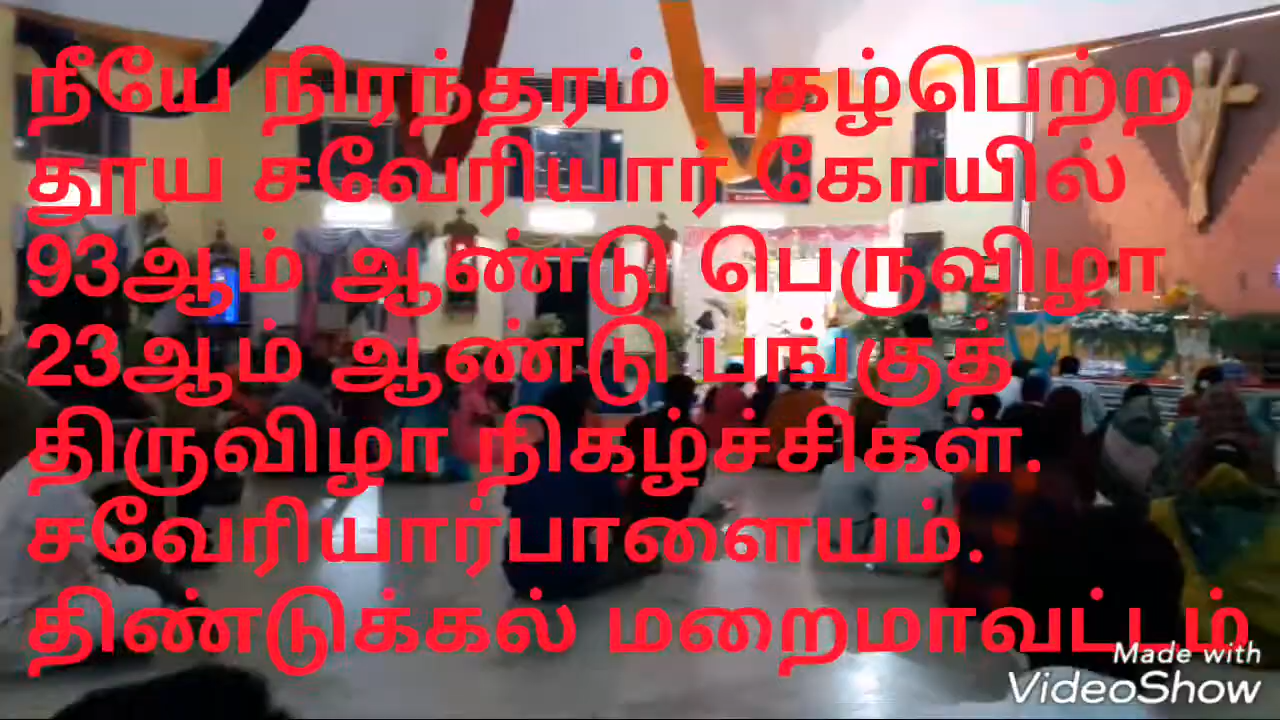 நீயே நிரந்தரம் புகழ்பெற்ற
தூய சவேரியார் கோயில்
93ஆம் ஆண்டு பெருவிழா
23ஆம் ஆண்டு பங்குத்
திருவிழா நிகழ்ச்சிகள்.
சவேரியார்பாளையம்.
திண்டுக்கல் மறைமாவட்டம்
Made with
VideoShow